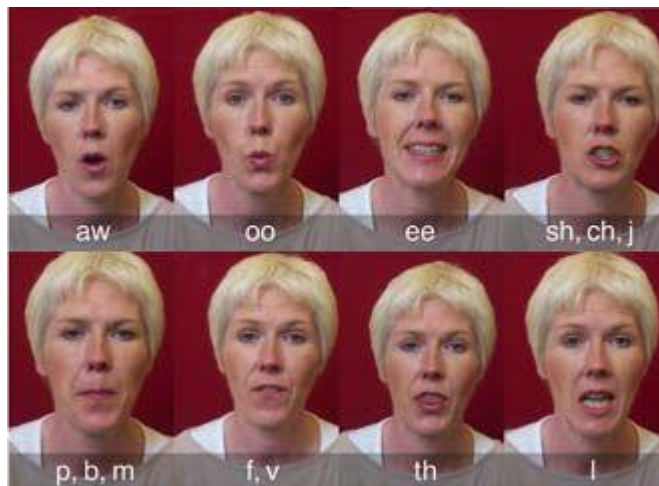 aw
oo
ee
sh, ch, j
p, b, m
f, v
th
l